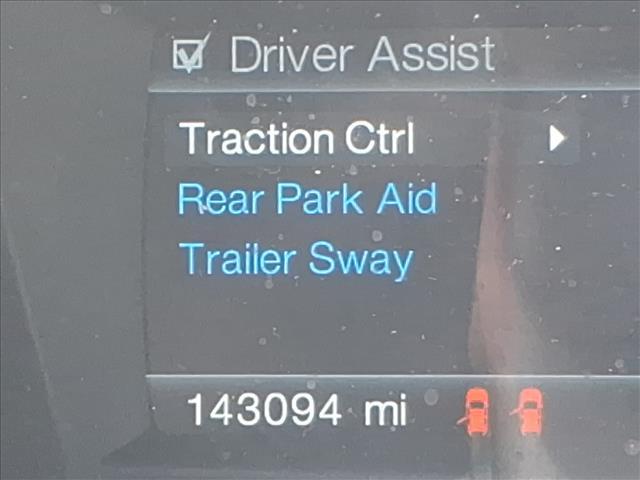 Driver Assist
Traction Ctrl
Rear Park Aid
Trailer Sway
143094 mi